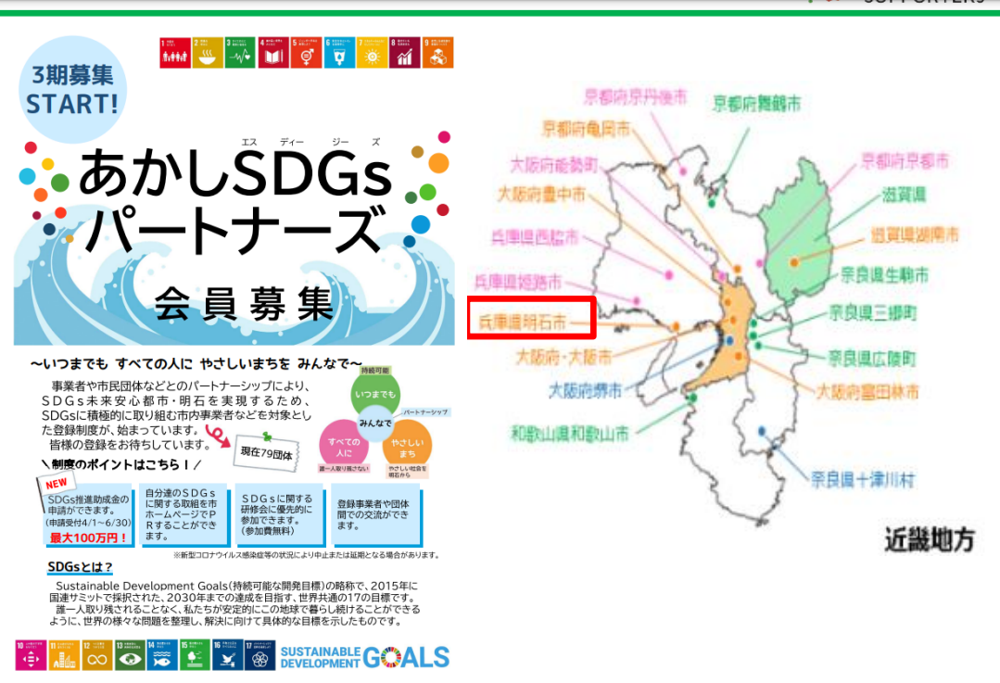 SUPPORTERS
3期募集
START!
エス ディー ジー ズ
あかしSDGs
パートナーズ
会員募集
～いつまでも すべての人に やさしいまちを みんなで～
事業者や市民団体などとのパートナーシップにより、
SDGs未来安心都市・明石を実現するため、
SDGsに積極的に取り組む市内事業者などを対象とし
た登録制度が、始まっています。
皆様の登録をお待ちしています。
現在79団体
持続可能
いつまでも
パートナーシップ
みんなで
すべての
人に
やさしい
まち
誰一人取り残さない
やさしい社会を
明石から
\制度のポイントはこちら!/
NEW
SDGs推進助成金の
申請ができます。
(申請受付4/1～6/30)
最大100万円!
自分達のSDGs
に関する取組を市
ホームページでP
Rすることができ
ます。
SDGsに関する
研修会に優先的に
参加できます。
(参加費無料)
登録事業者や団体
間での交流ができ
ます。
※新型コロナウイルス感染症等の状況により中止または延期となる場合があります。
SDGsとは?
Sustainable Development Goals(持続可能な開発目標)の略称で、2015年に
国連サミットで採択された、2030年までの達成を目指す、世界共通の17の目標です。
誰一人取り残されることなく、私たちが安定的にこの地球で暮らし続けることができる
ように、世界の様々な問題を整理し、解決に向けて具体的な目標を示したものです。
1 2 3 4 5 6 7 8 9
10 11 12 13 14 15 16 17
SUSTAINABLE
DEVELOPMENT GOALS
京都府京丹後市
京都府舞鶴市
京都府亀岡市
大阪府能勢町
京都府京都市
大阪府豊中市
滋賀県
兵庫県西脇市
滋賀県湖南市
兵庫県姫路市
奈良県生駒市
兵庫県明石市
奈良県三郷町
大阪府・大阪市
奈良県広陵町
大阪府堺市
大阪府富田林市
和歌山県和歌山市
奈良県十津川村
近畿地方